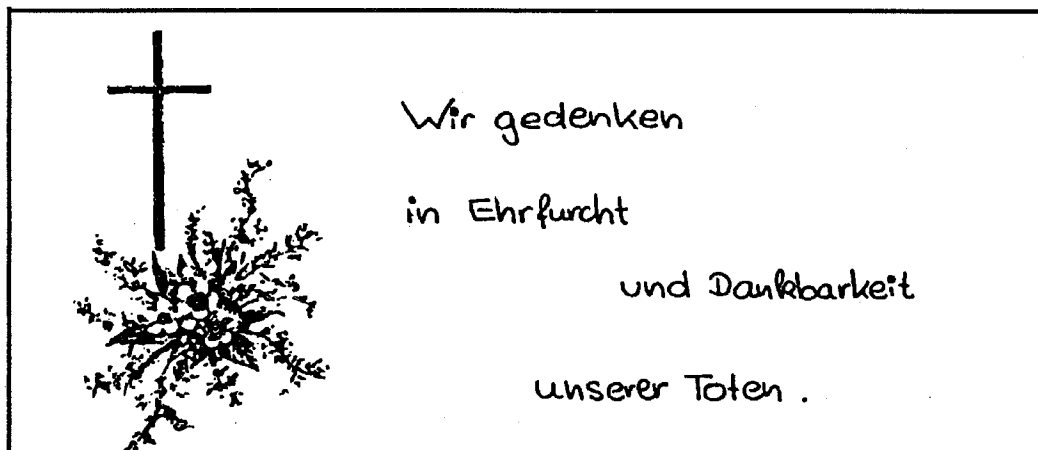 Wir gedenken
in Ehrfurcht
und Dankbarkeit
unserer Toten.